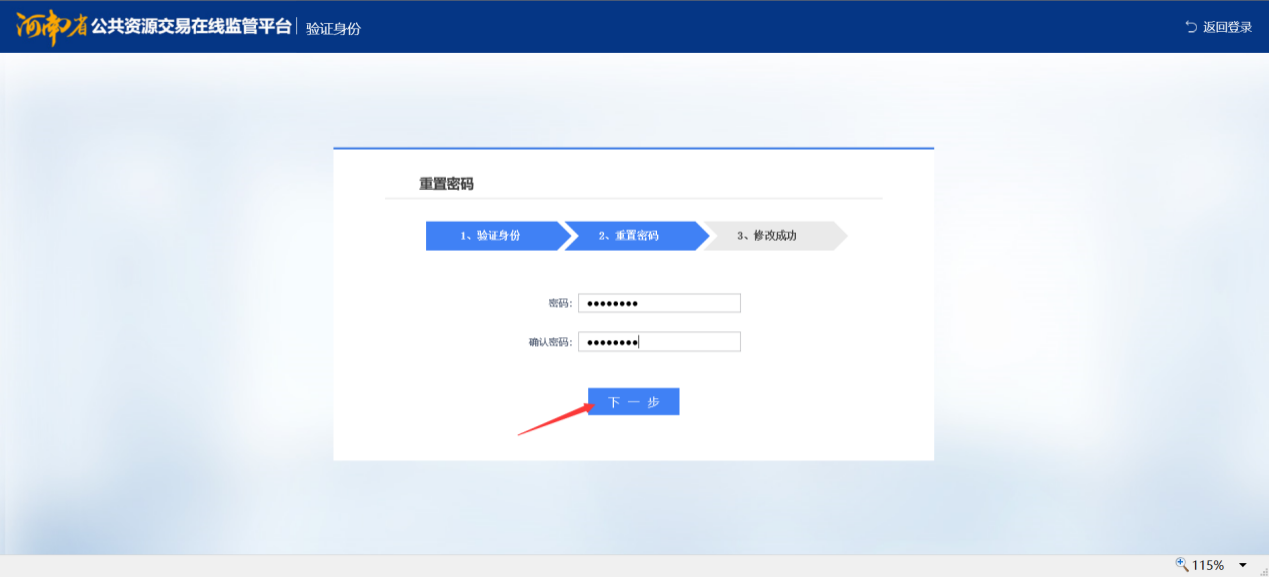 河南省公共资源交易在线监管平台 验证身份
返回登录
重置密码
1、验证身份 2、重置密码 3、修改成功
密码: ●●●●●●●●
确认密码: ●●●●●●●●
下 一 步
115%